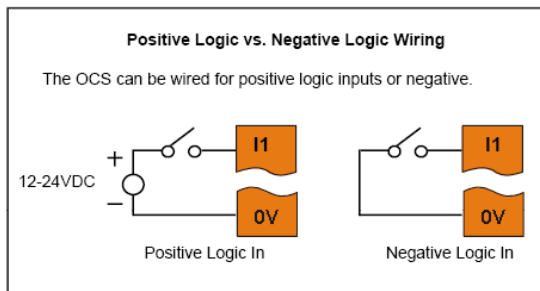 Positive Logic vs. Negative Logic Wiring
The OCS can be wired for positive logic inputs or negative.
I1
I1
+
12-24VDC
–
0V
0V
Positive Logic In
Negative Logic In